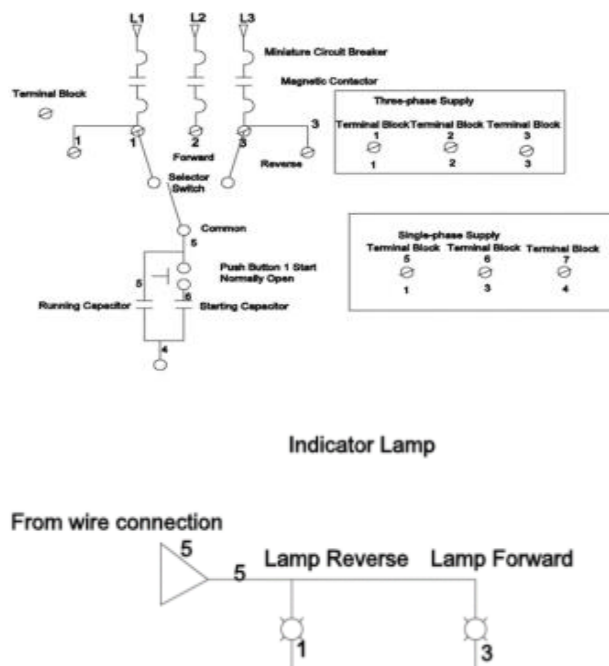 L1 L2 L3
Miniature Circuit Breaker
Magnetic Contactor
Terminal Block
1 1 2 3 3
Forward Reverse
Selector
Switch
Common
5
Push Button 1 Start
Normally Open
5
6
Running Capacitor Starting Capacitor
4
Three-phase Supply
Terminal Block Terminal Block Terminal Block
1 2 3
1 2 3
Single-phase Supply
Terminal Block Terminal Block Terminal Block
5 6 7
1 3 4
Indicator Lamp
From wire connection
5
5
Lamp Reverse Lamp Forward
1 3